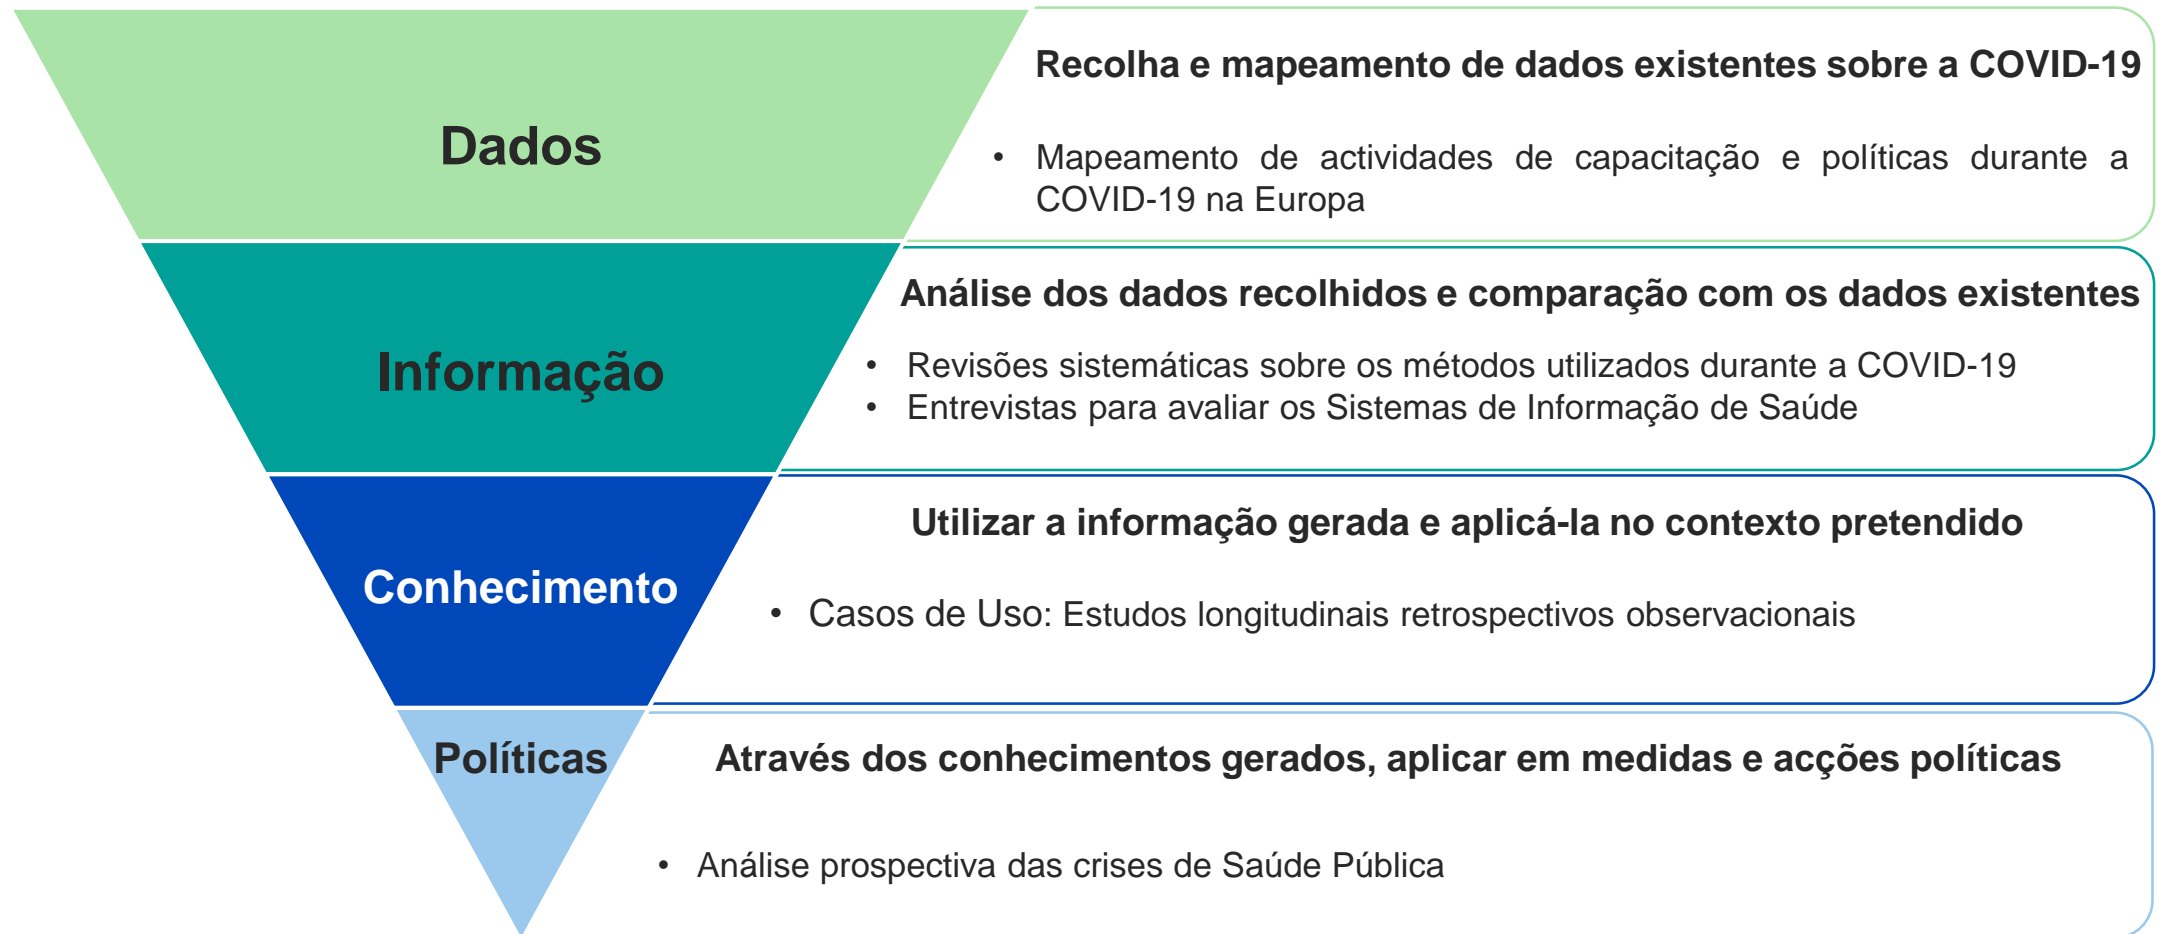 Dados
Recolha e mapeamento de dados existentes sobre a COVID-19
• Mapeamento de actividades de capacitação e políticas durante a
COVID-19 na Europa
Informação
Análise dos dados recolhidos e comparação com os dados existentes
• Revisões sistemáticas sobre os métodos utilizados durante a COVID-19
• Entrevistas para avaliar os Sistemas de Informação de Saúde
Conhecimento
Utilizar a informação gerada e aplicá-la no contexto pretendido
• Casos de Uso: Estudos longitudinais retrospectivos observacionais
Políticas
Através dos conhecimentos gerados, aplicar em medidas e acções políticas
• Análise prospectiva das crises de Saúde Pública